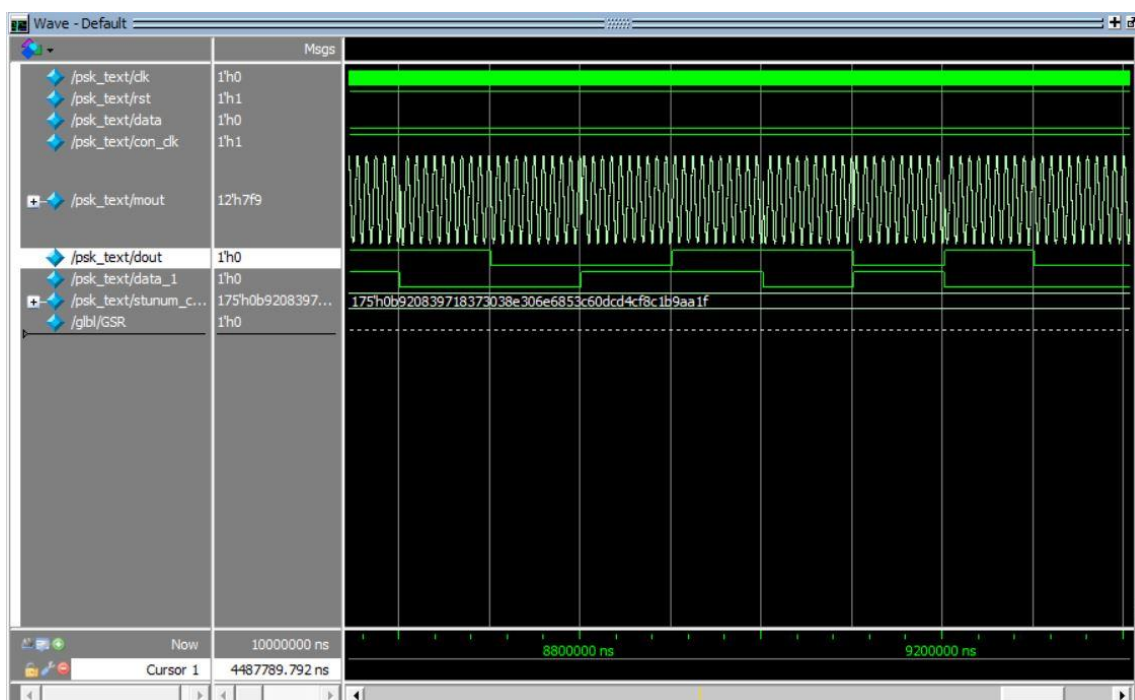 Wave - Default
Msgs
/psk_text/clk 1'h0
/psk_text/rst 1'h1
/psk_text/data 1'h0
/psk_text/con_clk 1'h1
/psk_text/mout 12'h7f9
/psk_text/dout 1'h0
/psk_text/data_1 1'h0
/psk_text/stunum_c... 175'h0b9208397... 175'h0b920839718373038e306e6853c60dcd4cf8c1b9aa1f
/glbl/GSR 1'h0
Now 10000000 ns 8800000 ns 9200000 ns
Cursor 1 4487789.792 ns